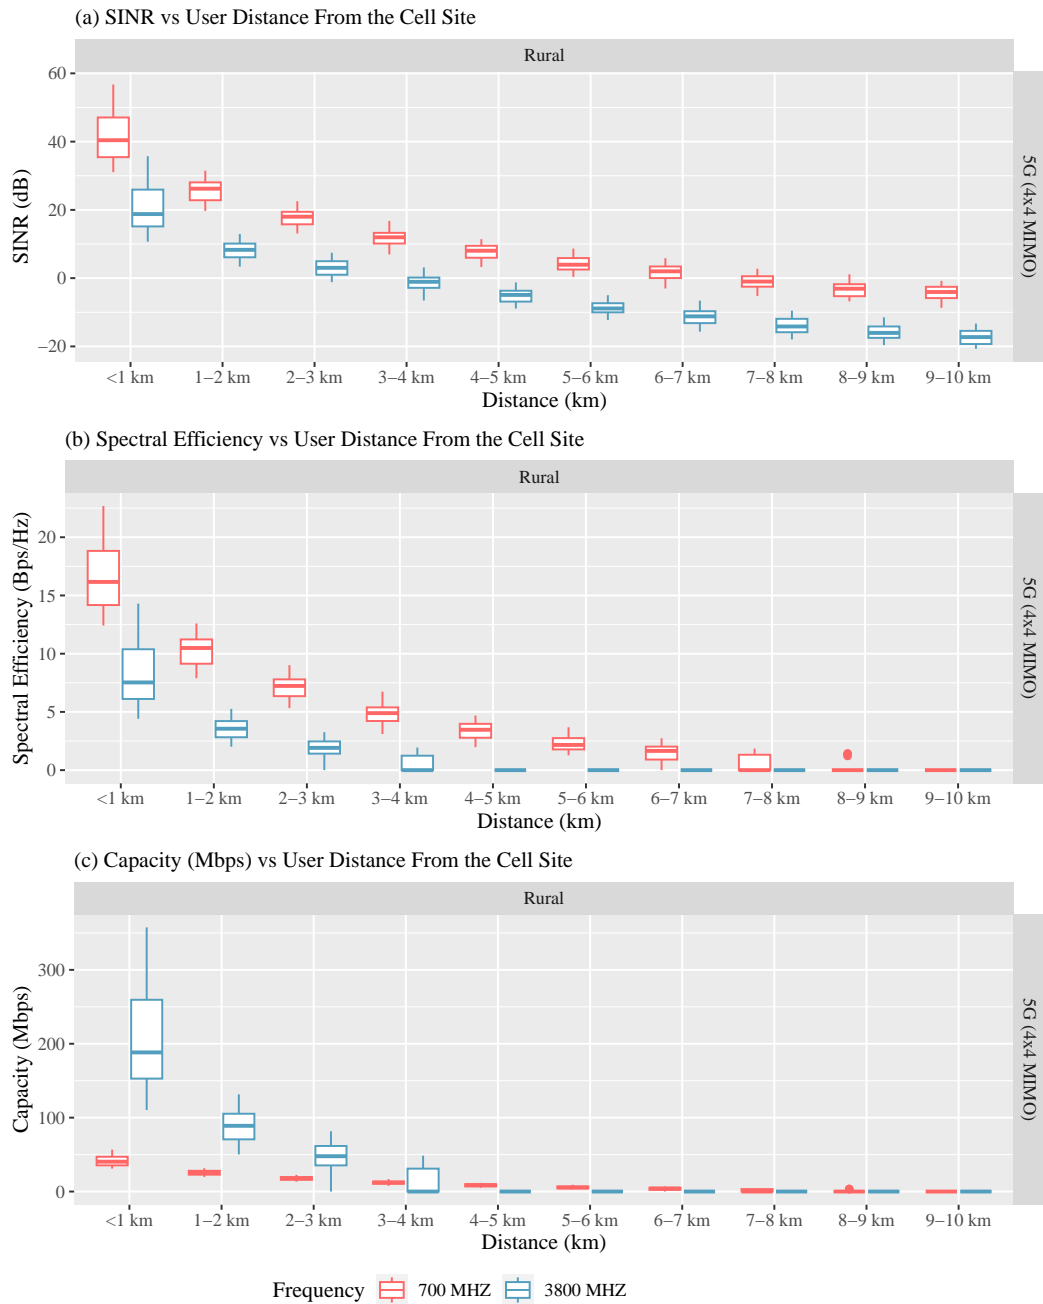 (a) SINR vs User Distance From the Cell Site
Rural
60
40
20
0
−20
SINR (dB)
5G (4x4 MIMO)
<1 km 1−2 km 2−3 km 3−4 km 4−5 km 5−6 km 6−7 km 7−8 km 8−9 km 9−10 km
Distance (km)
(b) Spectral Efficiency vs User Distance From the Cell Site
Rural
20
15
10
5
0
Spectral Efficiency (Bps/Hz)
5G (4x4 MIMO)
<1 km 1−2 km 2−3 km 3−4 km 4−5 km 5−6 km 6−7 km 7−8 km 8−9 km 9−10 km
Distance (km)
(c) Capacity (Mbps) vs User Distance From the Cell Site
Rural
300
200
100
0
Capacity (Mbps)
5G (4x4 MIMO)
<1 km 1−2 km 2−3 km 3−4 km 4−5 km 5−6 km 6−7 km 7−8 km 8−9 km 9−10 km
Distance (km)
Frequency 700 MHZ 3800 MHZ